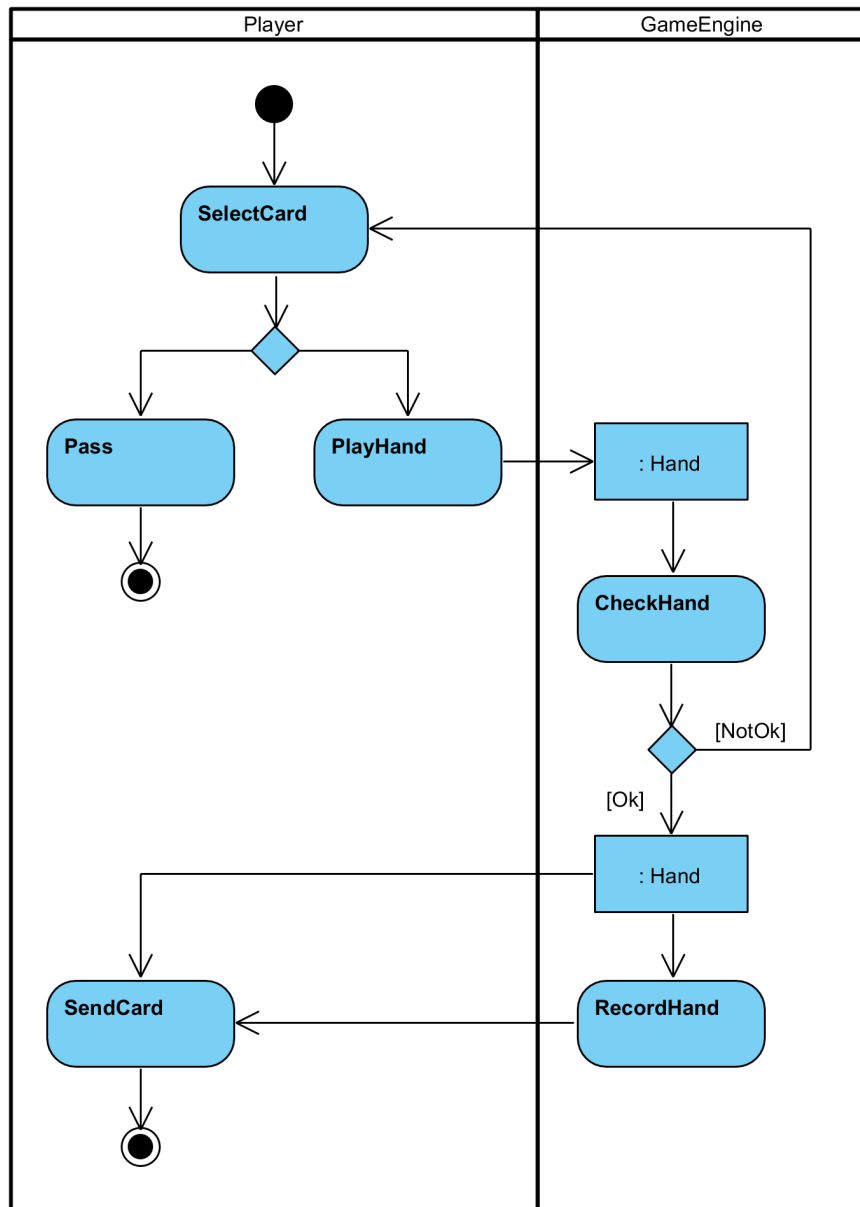 Player
GameEngine
SelectCard
Pass
PlayHand
: Hand
CheckHand
[NotOk]
[Ok]
: Hand
SendCard
RecordHand